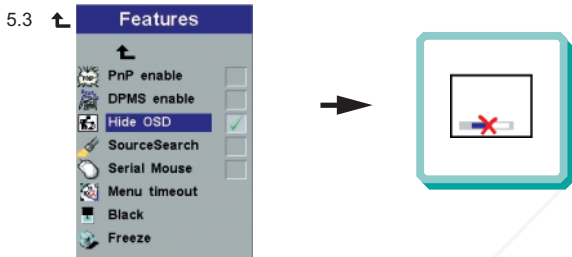 5.3
Features
PnP enable
DPMS enable
Hide OSD
SourceSearch
Serial Mouse
Menu timeout
Black
Freeze